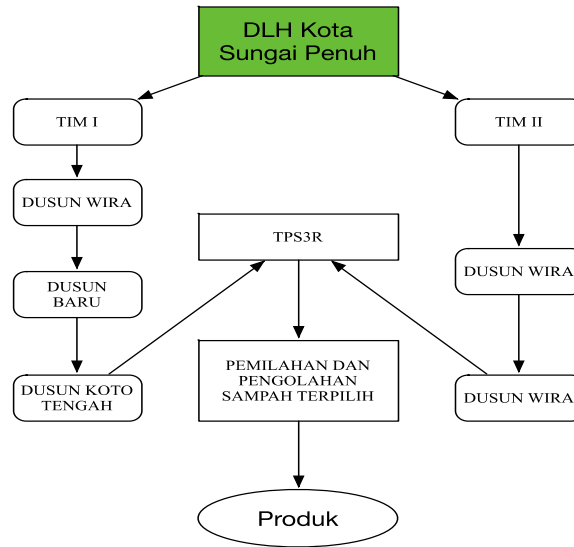 DLH Kota
Sungai Penuh
TIM I
TIM II
DUSUN WIRA
TPS3R
DUSUN WIRA
DUSUN
BARU
PEMILAHAN DAN
PENGOLAHAN
SAMPAH TERPILIH
DUSUN KOTO
TENGAH
DUSUN WIRA
Produk